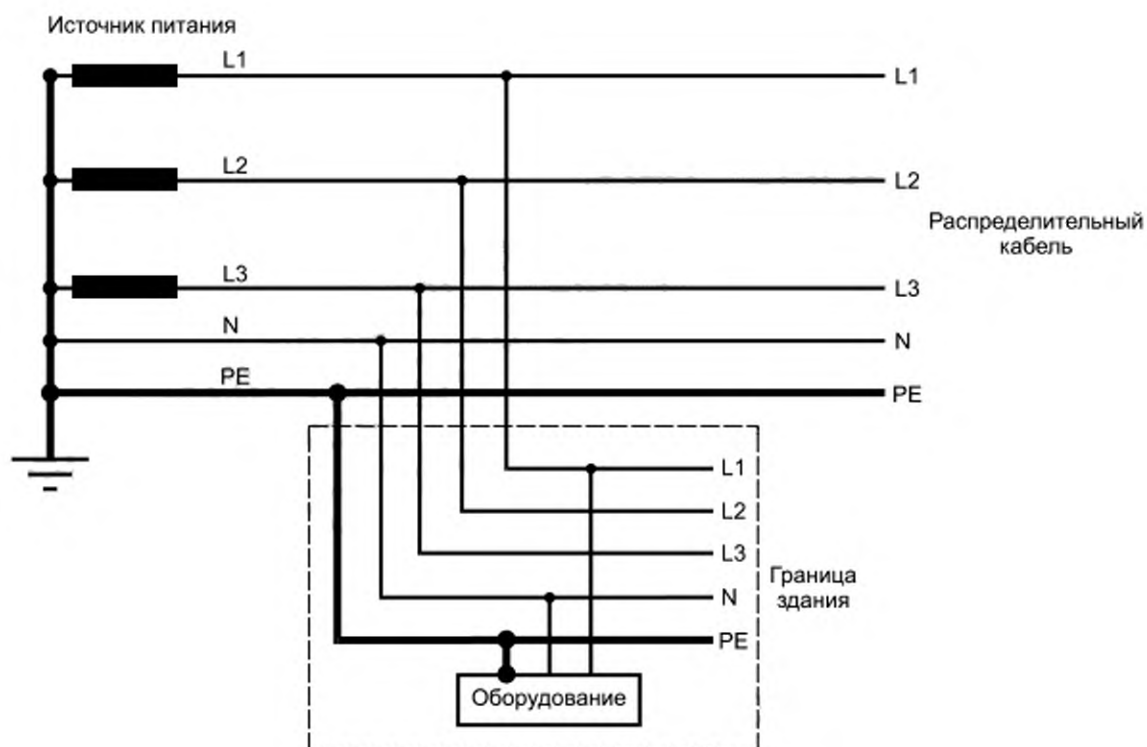 Источник питания
L1
L1
L2
L2
Распределительный
кабель
L3
L3
N
N
PE
PE
L1
L2
L3
Граница
здания
N
PE
Оборудование